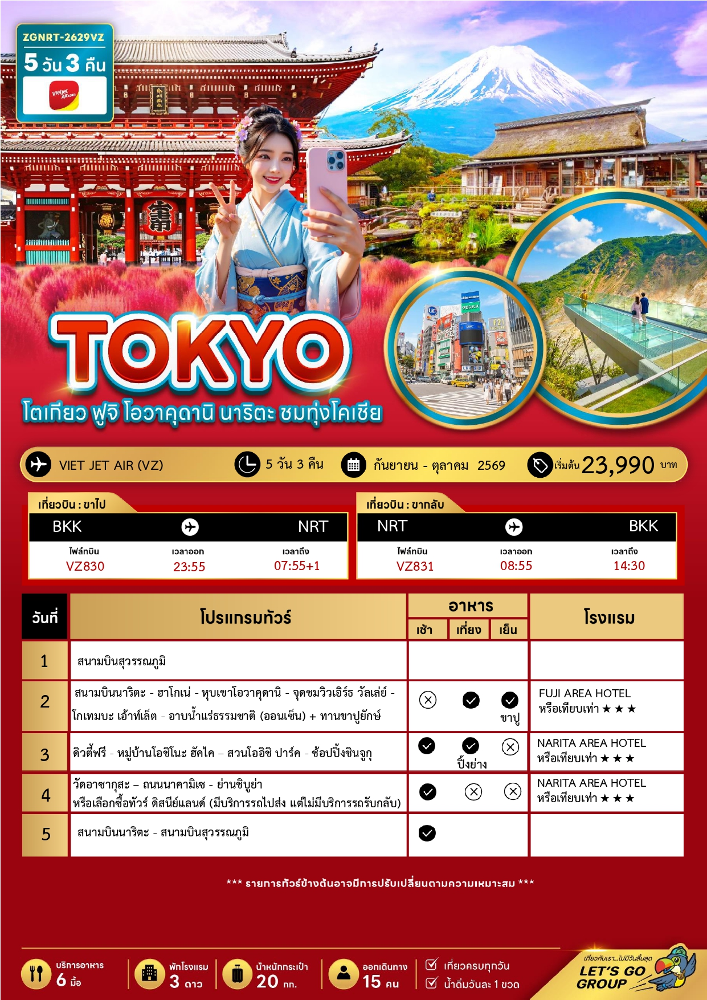 ZGNRT-2629VZ
5 วัน 3 คืน
vietjet Air.com
大本山
小舟町
TOKYO
โตเกียว ฟูจิ โอวาคุดานิ นาริตะ ชมทุ่งโคเชีย
VIET JET AIR (VZ) 5 วัน 3 คืน กันยายน - ตุลาคม 2569 เริ่มต้น 23,990 บาท
เที่ยวบิน : ขาไป
BKK NRT
ไฟล์ทบิน เวลาออก เวลาถึง
VZ830 23:55 07:55+1
เที่ยวบิน : ขากลับ
NRT BKK
ไฟล์ทบิน เวลาออก เวลาถึง
VZ831 08:55 14:30
วันที่ โปรแกรมทัวร์ อาหาร โรงแรม
เช้า เที่ยง เย็น
1 สนามบินสุวรรณภูมิ
2 สนามบินนาริตะ - ฮาโกเน่ - หุบเขาโอวาคุดานิ - จุดชมวิวเอิร์ธ วัลเล่ย์ - FUJI AREA HOTEL
โกเทมบะ เอ้าท์เล็ต - อาบน้ำแร่ธรรมชาติ (ออนเซ็น) + ทานขาปูยักษ์ ขาปู หรือเทียบเท่า ★ ★ ★
3 ดิวตี้ฟรี - หมู่บ้านโอชิโนะ ฮัคไค – สวนโออิชิ ปาร์ค - ช้อปปิ้งชินจูกุ ปิ้งย่าง NARITA AREA HOTEL
หรือเทียบเท่า ★ ★ ★
4 วัดอาซากุสะ – ถนนนาคามิเซ - ย่านชิบูย่า NARITA AREA HOTEL
หรือเลือกซื้อทัวร์ ดิสนีย์แลนด์ (มีบริการรถไปส่ง แต่ไม่มีบริการรถรับกลับ) หรือเทียบเท่า ★ ★ ★
5 สนามบินนาริตะ - สนามบินสุวรรณภูมิ
*** รายการทัวร์ข้างต้นอาจมีการปรับเปลี่ยนตามความเหมาะสม ***
บริการอาหาร
6 มื้อ
พักโรงแรม
3 ดาว
น้ำหนักกระเป๋า
20 กก.
ออกเดินทาง
15 คน
เที่ยวครบทุกวัน
น้ำดื่มวันละ 1 ขวด
เที่ยวกับเรา...ไม่มีวันสิ้นสุด
LET'S GO
GROUP